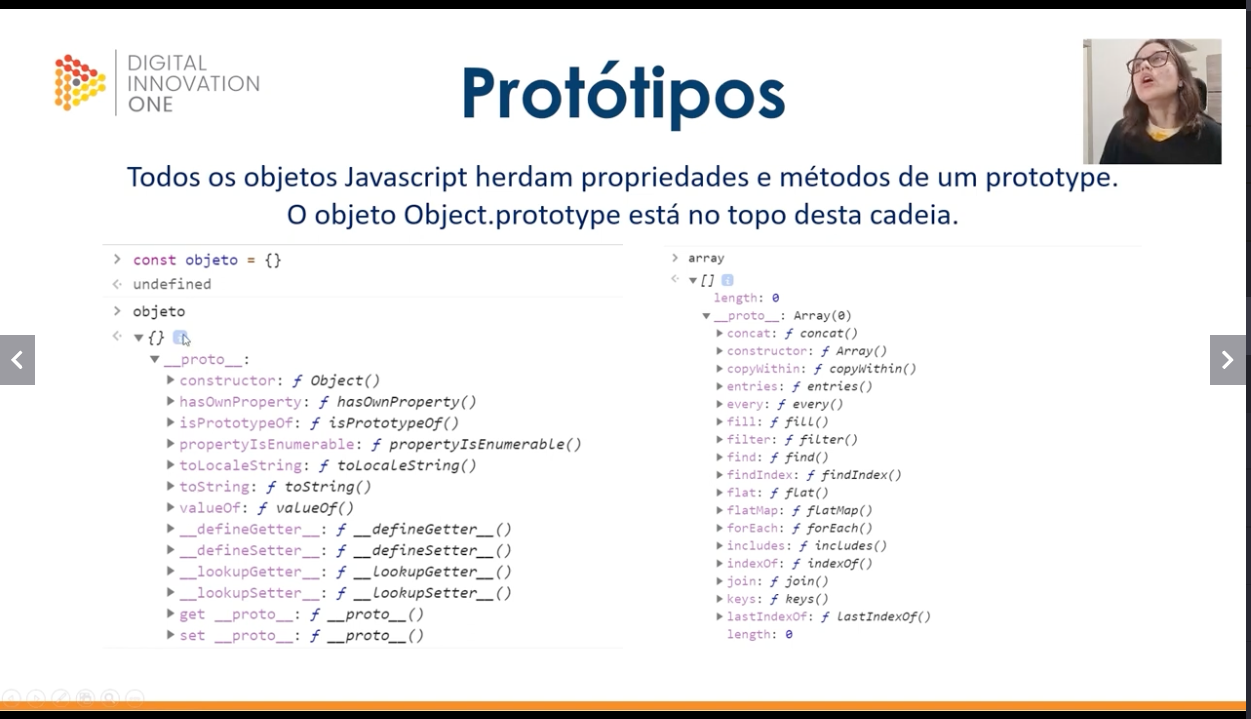 DIGITAL
INNOVATION
ONE
Protótipos
Todos os objetos Javascript herdam propriedades e métodos de um prototype.
O objeto Object.prototype está no topo desta cadeia.
> const objeto = {}
<· undefined
> objeto
<· ▼{} i
▼__proto__:
▶constructor: ƒ Object()
▶hasOwnProperty: ƒ hasOwnProperty()
▶isPrototypeOf: ƒ isPrototypeOf()
▶propertyIsEnumerable: ƒ propertyIsEnumerable()
▶toLocaleString: ƒ toLocaleString()
▶toString: ƒ toString()
▶valueOf: ƒ valueOf()
▶__defineGetter__: ƒ __defineGetter__()
▶__defineSetter__: ƒ __defineSetter__()
▶__lookupGetter__: ƒ __lookupGetter__()
▶__lookupSetter__: ƒ __lookupSetter__()
▶get __proto__: ƒ __proto__()
▶set __proto__: ƒ __proto__()
> array
<· ▼[] i
length: 0
▼__proto__: Array(0)
▶concat: ƒ concat()
▶constructor: ƒ Array()
▶copyWithin: ƒ copyWithin()
▶entries: ƒ entries()
▶every: ƒ every()
▶fill: ƒ fill()
▶filter: ƒ filter()
▶find: ƒ find()
▶findIndex: ƒ findIndex()
▶flat: ƒ flat()
▶flatMap: ƒ flatMap()
▶forEach: ƒ forEach()
▶includes: ƒ includes()
▶indexOf: ƒ indexOf()
▶join: ƒ join()
▶keys: ƒ keys()
▶lastIndexOf: ƒ lastIndexOf()
length: 0